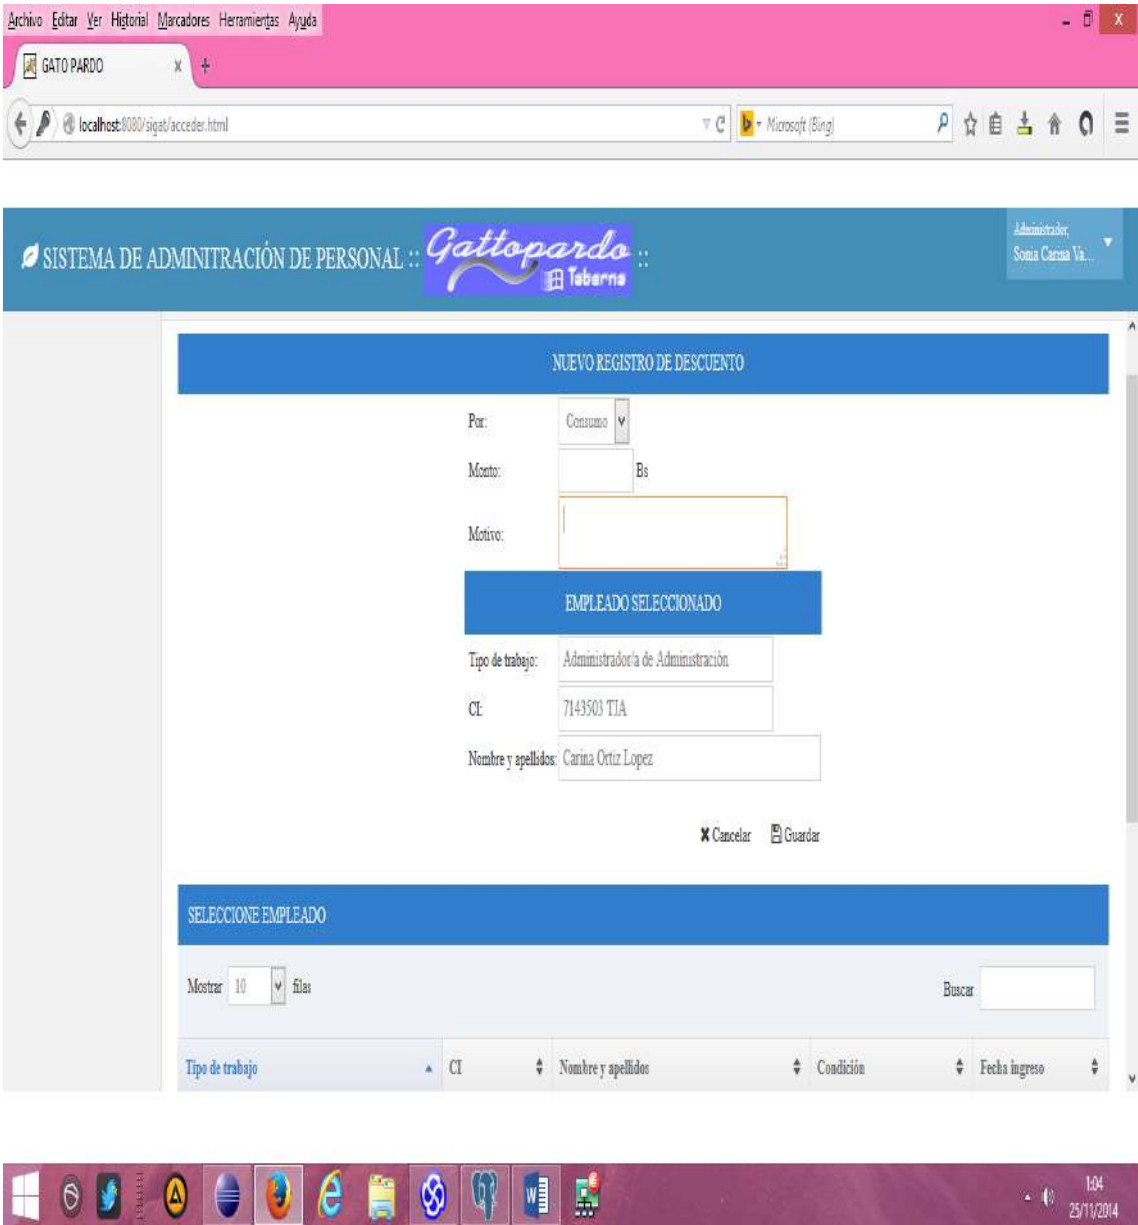 Archivo Editar Ver Historial Marcadores Herramientas Ayuda
GATO PARDO
localhost:8080/sigat/acceder.html
Microsoft (Bing)
SISTEMA DE ADMINITRACIÓN DE PERSONAL :: Gattopardo Taberna ::
Administrador,
Sonia Carina Va...
NUEVO REGISTRO DE DESCUENTO
Por: Consumo
Monto: Bs
Motivo:
EMPLEADO SELECCIONADO
Tipo de trabajo: Administrador/a de Administración
CI: 7143503 TJA
Nombre y apellidos: Carina Ortiz Lopez
Cancelar Guardar
SELECCIONE EMPLEADO
Mostrar 10 filas Buscar
Tipo de trabajo CI Nombre y apellidos Condición Fecha ingreso
1:04
25/11/2014